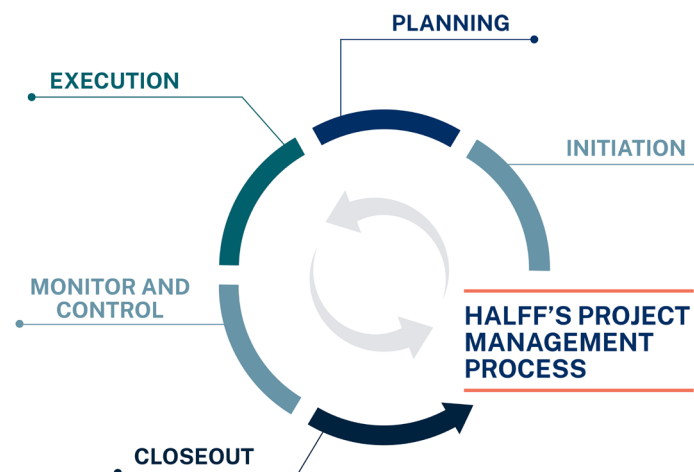 PLANNING
EXECUTION
INITIATION
MONITOR AND
CONTROL
HALFF’S PROJECT
MANAGEMENT
PROCESS
CLOSEOUT